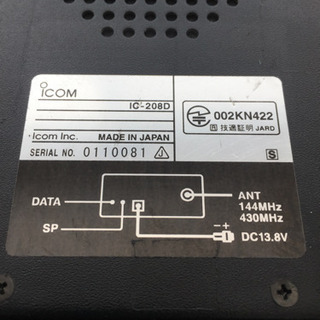 ICOM
IC-208D
Icom Inc. MADE IN JAPAN
SERIAL NO. 0110081 J
002KN422
技適証明 JARD
S
DATA
SP
ANT
144MHz
430MHz
- +
DC13.8V